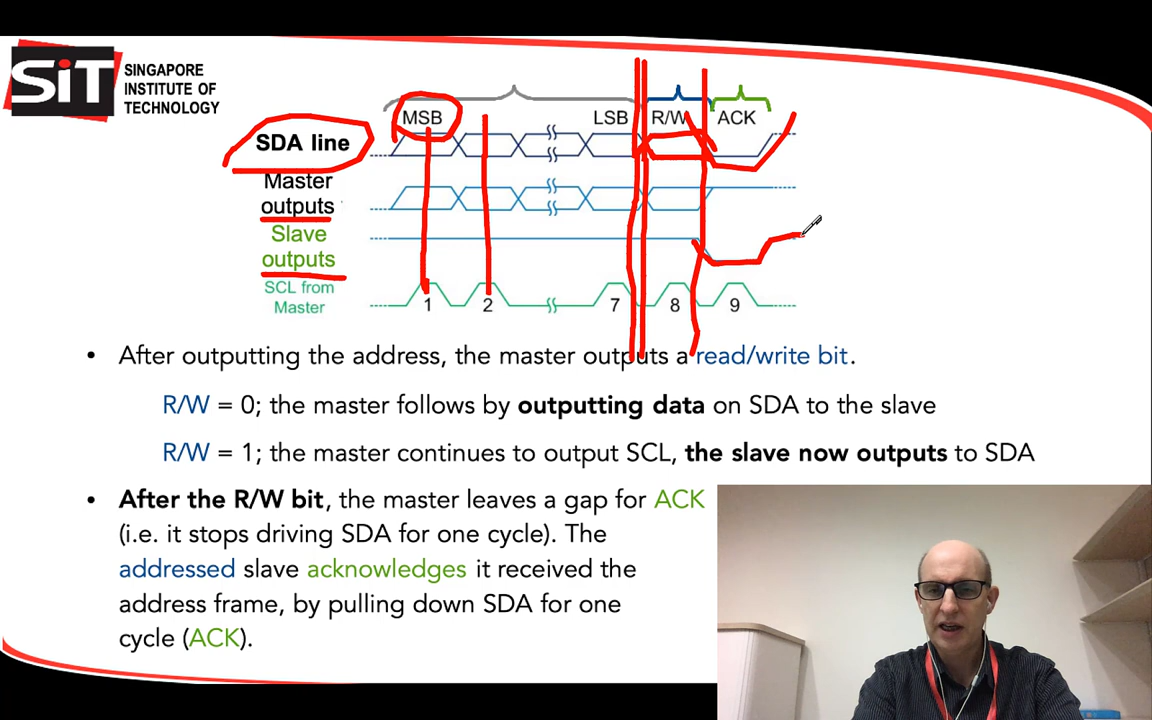 SiT
SINGAPORE
INSTITUTE OF
TECHNOLOGY
MSB LSB R/W ACK
SDA line
Master
outputs
Slave
outputs
SCL from
Master
1 2 7 8 9
• After outputting the address, the master outputs a read/write bit.
R/W = 0; the master follows by outputting data on SDA to the slave
R/W = 1; the master continues to output SCL, the slave now outputs to SDA
• After the R/W bit, the master leaves a gap for ACK
(i.e. it stops driving SDA for one cycle). The
addressed slave acknowledges it received the
address frame, by pulling down SDA for one
cycle (ACK).